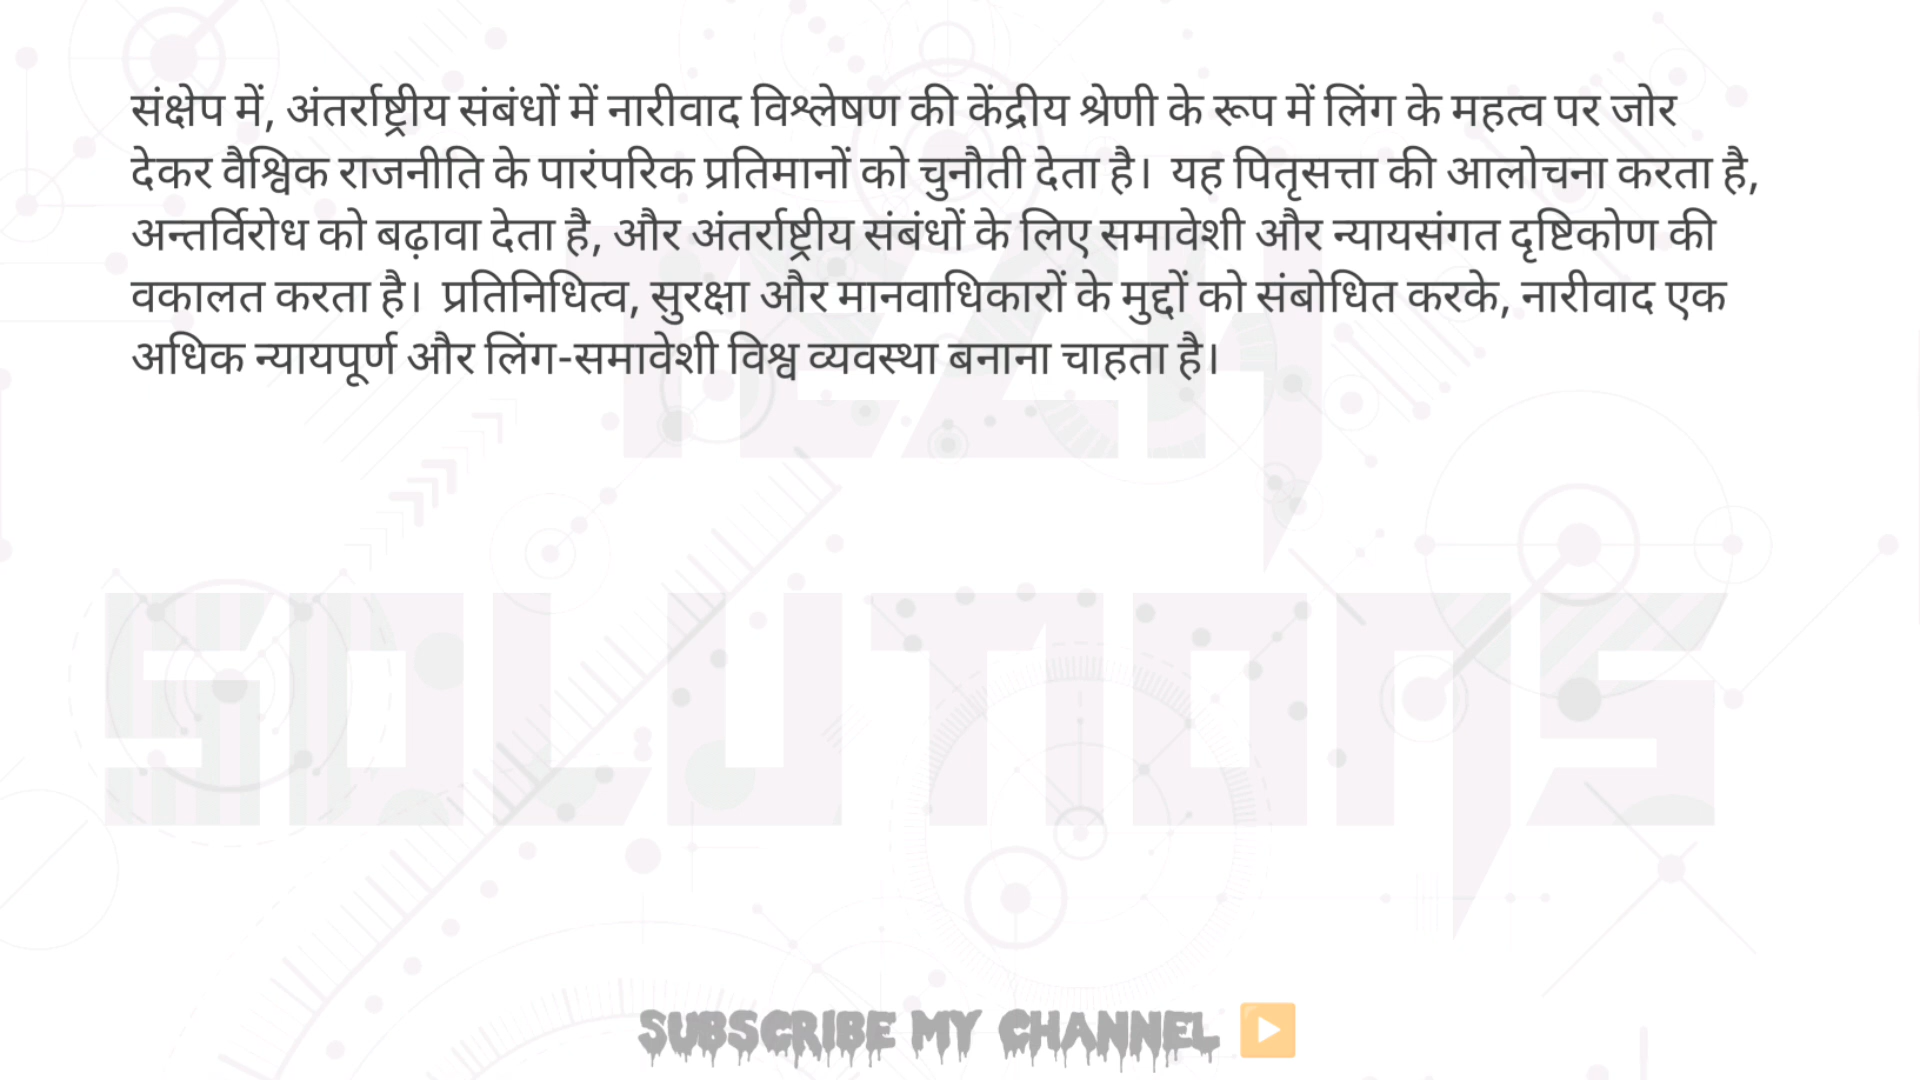 संक्षेप में, अंतर्राष्ट्रीय संबंधों में नारीवाद विश्लेषण की केंद्रीय श्रेणी के रूप में लिंग के महत्व पर जोर
देकर वैश्विक राजनीति के पारंपरिक प्रतिमानों को चुनौती देता है। यह पितृसत्ता की आलोचना करता है,
अन्तर्विरोध को बढ़ावा देता है, और अंतर्राष्ट्रीय संबंधों के लिए समावेशी और न्यायसंगत दृष्टिकोण की
वकालत करता है। प्रतिनिधित्व, सुरक्षा और मानवाधिकारों के मुद्दों को संबोधित करके, नारीवाद एक
अधिक न्यायपूर्ण और लिंग-समावेशी विश्व व्यवस्था बनाना चाहता है।
TEZH
SOLUTIONS
SUBSCRIBE MY CHANNEL